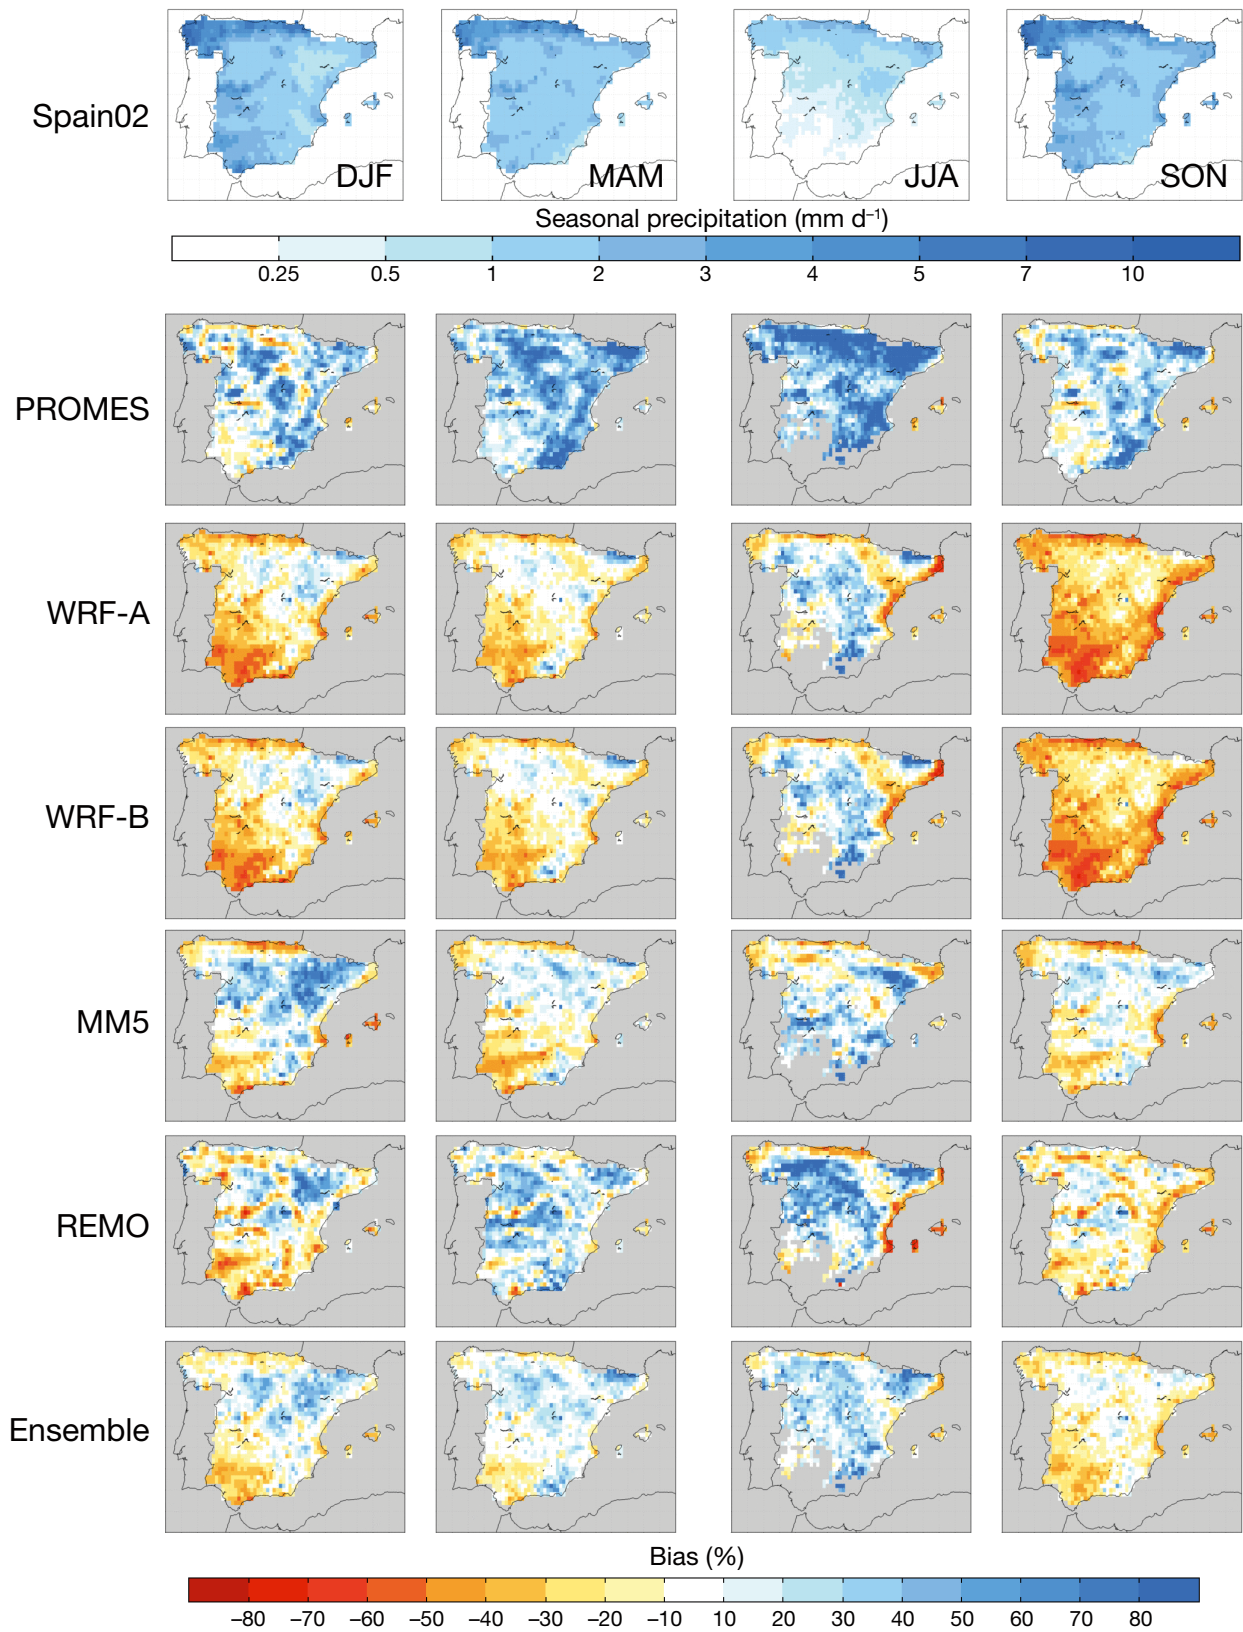 Spain02
DJF
MAM
JJA
SON
Seasonal precipitation (mm d⁻¹)
0.25 0.5 1 2 3 4 5 7 10
PROMES
WRF-A
WRF-B
MM5
REMO
Ensemble
Bias (%)
–80 –70 –60 –50 –40 –30 –20 –10 10 20 30 40 50 60 70 80